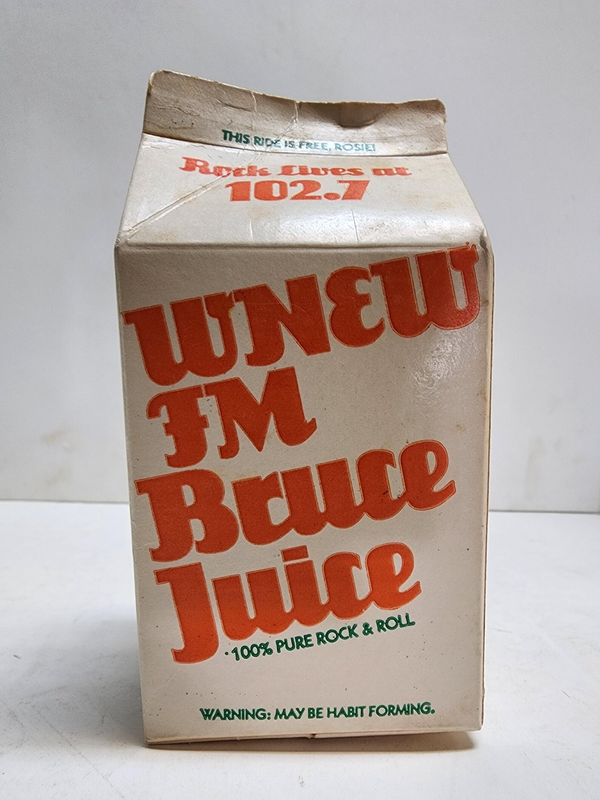 THIS RIDE IS FREE, ROSIE!
Rock Lives at
102.7
WNEW
FM
Bruce
Juice
·100% PURE ROCK & ROLL
WARNING: MAY BE HABIT FORMING.